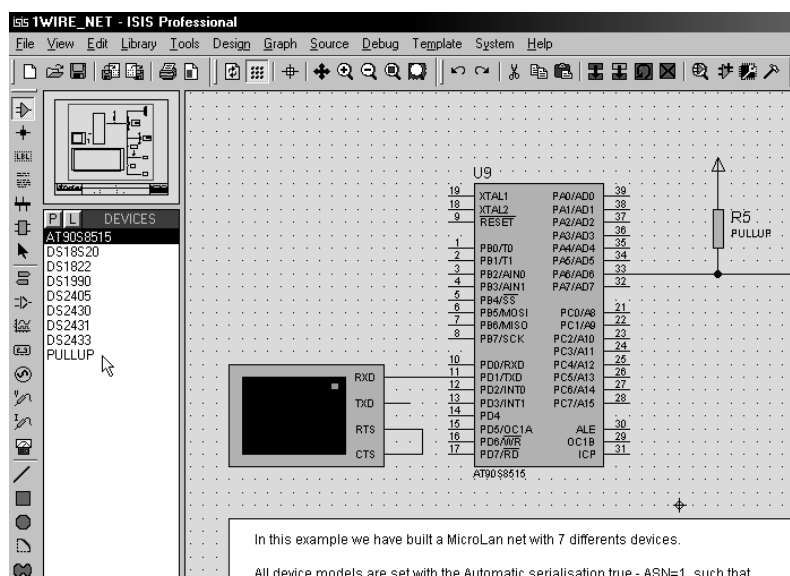 ISIS 1WIRE_NET - ISIS Professional
File View Edit Library Tools Design Graph Source Debug Template System Help
LBL
P L DEVICES
AT90S8515
DS18S20
DS1822
DS1990
DS2405
DS2430
DS2431
DS2433
PULLUP
U9
19 XTAL1 PA0/AD0 39
18 XTAL2 PA1/AD1 38
9 RESET PA2/AD2 37
PA3/AD3 36
1 PB0/T0 PA4/AD4 35
2 PB1/T1 PA5/AD5 34
3 PB2/AIN0 PA6/AD6 33
4 PB3/AIN1 PA7/AD7 32
5 PB4/SS
6 PB5/MOSI PC0/A8 21
7 PB6/MISO PC1/A9 22
8 PB7/SCK PC2/A10 23
PC3/A11 24
10 PD0/RXD PC4/A12 25
11 PD1/TXD PC5/A13 26
12 PD2/INT0 PC6/A14 27
13 PD3/INT1 PC7/A15 28
14 PD4
15 PD5/OC1A ALE 30
16 PD6/WR OC1B 29
17 PD7/RD ICP 31
AT90S8515
R5
PULLUP
RXD
TXD
RTS
CTS
In this example we have built a MicroLan net with 7 differents devices.
All device models are set with the Automatic serialisation true - ASN=1, such that